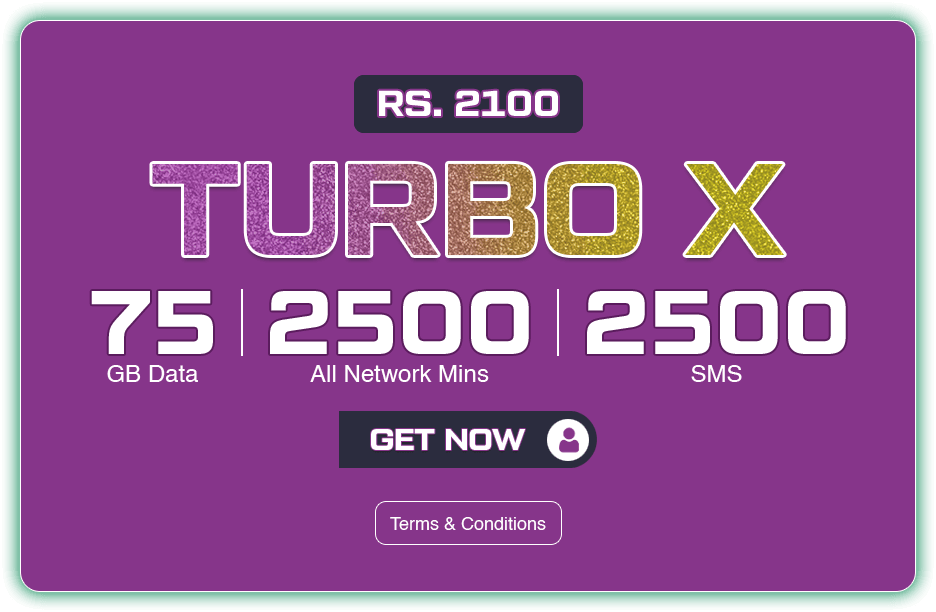 RS. 2100
TURBO X
75 2500 2500
GB Data All Network Mins SMS
GET NOW
Terms & Conditions